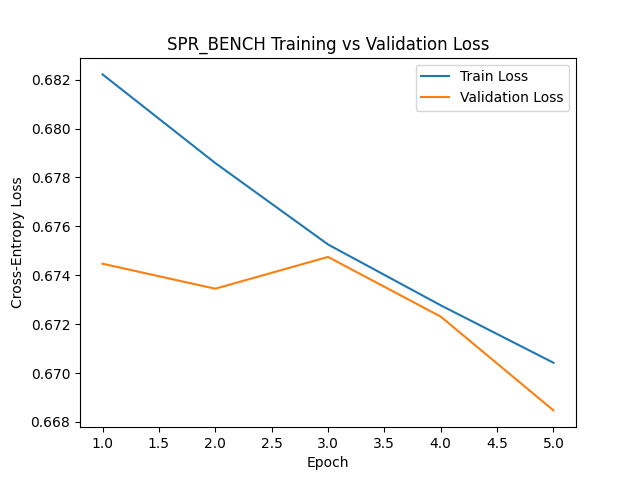 SPR_BENCH Training vs Validation Loss
Train Loss
Validation Loss
Cross-Entropy Loss
0.682
0.680
0.678
0.676
0.674
0.672
0.670
0.668
1.0 1.5 2.0 2.5 3.0 3.5 4.0 4.5 5.0
Epoch